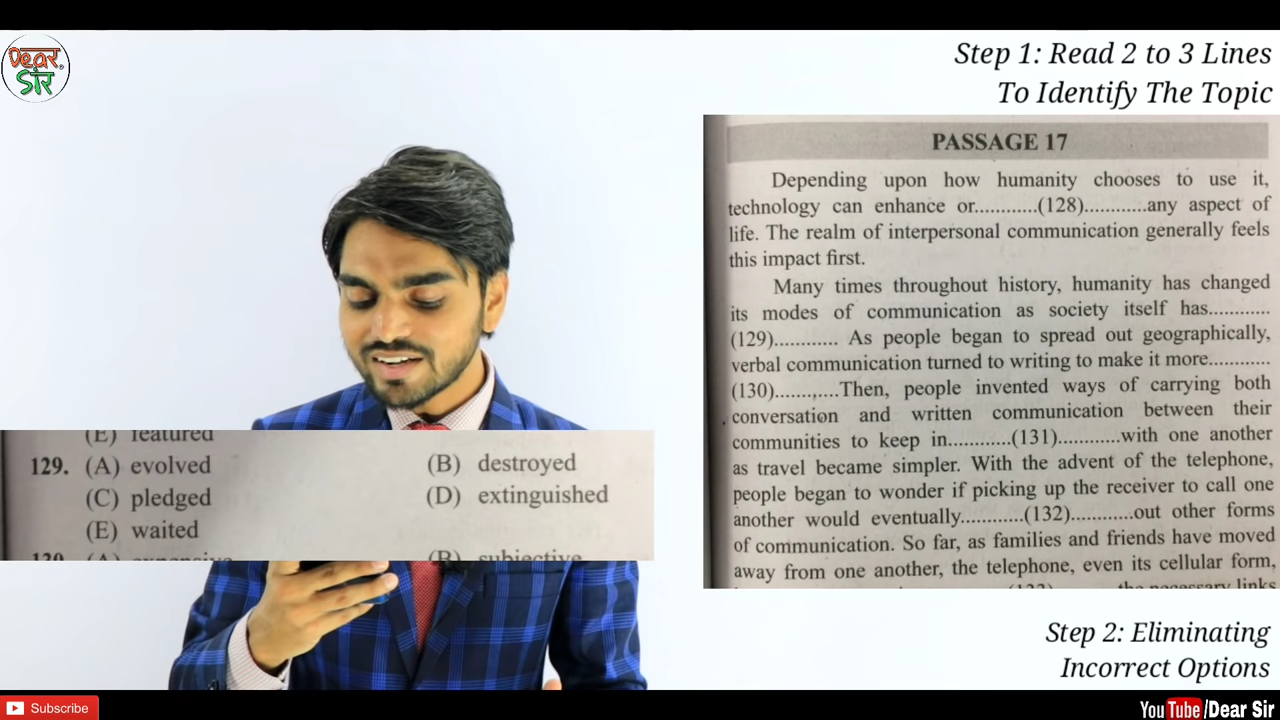 Dear
Sir
Step 1: Read 2 to 3 Lines
To Identify The Topic
PASSAGE 17
Depending upon how humanity chooses to use it,
technology can enhance or............(128)............any aspect of
life. The realm of interpersonal communication generally feels
this impact first.
Many times throughout history, humanity has changed
its modes of communication as society itself has............
(129)............ As people began to spread out geographically,
verbal communication turned to writing to make it more............
(130).......,....Then, people invented ways of carrying both
conversation and written communication between their
communities to keep in............(131)............with one another
as travel became simpler. With the advent of the telephone,
people began to wonder if picking up the receiver to call one
another would eventually............(132)............out other forms
of communication. So far, as families and friends have moved
away from one another, the telephone, even its cellular form,
the necessary links
(E) featured
129. (A) evolved (B) destroyed
(C) pledged (D) extinguished
(E) waited
130. (A) expensive (B) subjective
Step 2: Eliminating
Incorrect Options
Subscribe
YouTube/Dear Sir